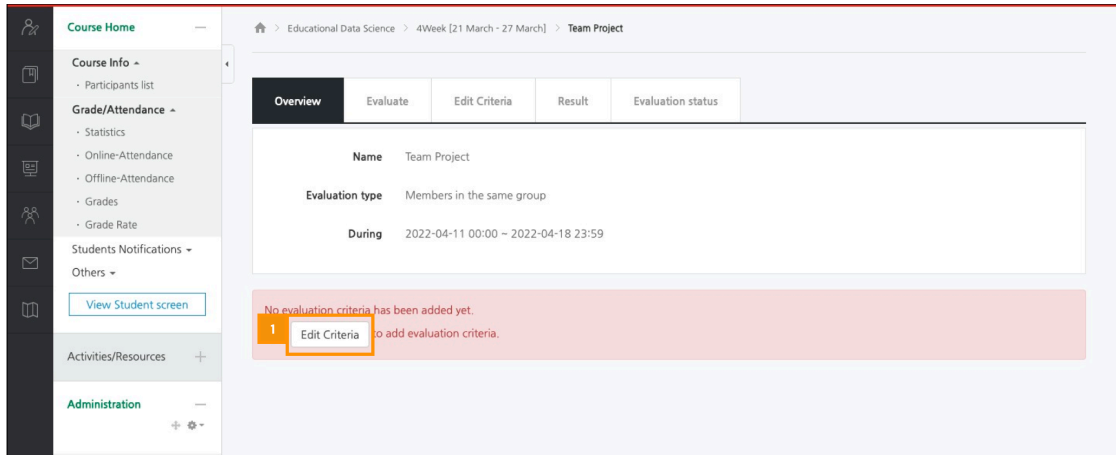 Course Home
Educational Data Science > 4Week [21 March - 27 March] > Team Project
Course Info
· Participants list
Grade/Attendance
· Statistics
· Online-Attendance
· Offline-Attendance
· Grades
· Grade Rate
Students Notifications
Others
View Student screen
Activities/Resources
Administration
Overview Evaluate Edit Criteria Result Evaluation status
Name Team Project
Evaluation type Members in the same group
During 2022-04-11 00:00 ~ 2022-04-18 23:59
No evaluation criteria has been added yet.
1 Edit Criteria to add evaluation criteria.